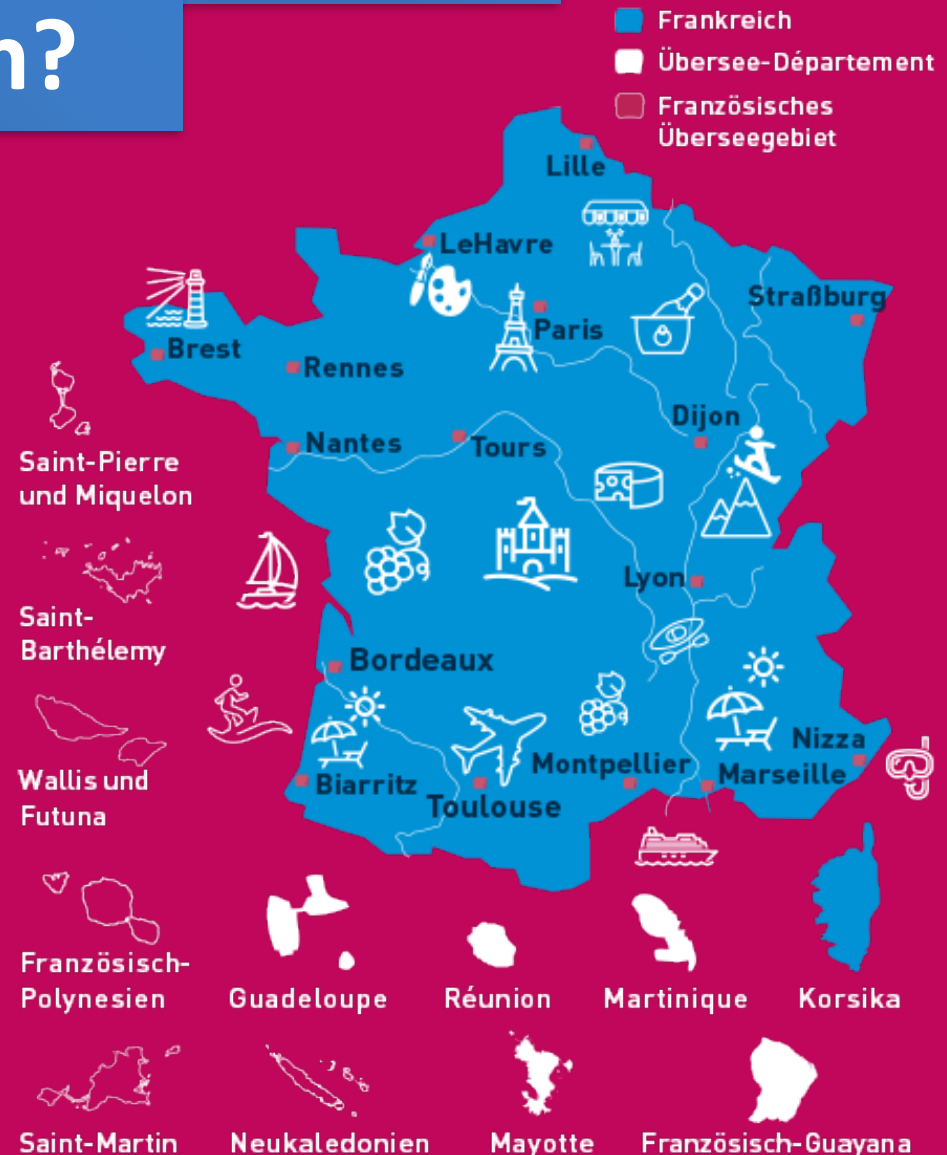 n?
Frankreich
Übersee-Département
Französisches
Überseegebiet
Lille
LeHavre
Straßburg
Paris
Brest
Rennes
Dijon
Nantes
Tours
Saint-Pierre
und Miquelon
Lyon
Saint-
Barthélemy
Bordeaux
Nizza
Montpellier
Marseille
Wallis und
Futuna
Biarritz
Toulouse
Französisch-
Polynesien
Guadeloupe
Réunion
Martinique
Korsika
Saint-Martin
Neukaledonien
Mayotte
Französisch-Guayana